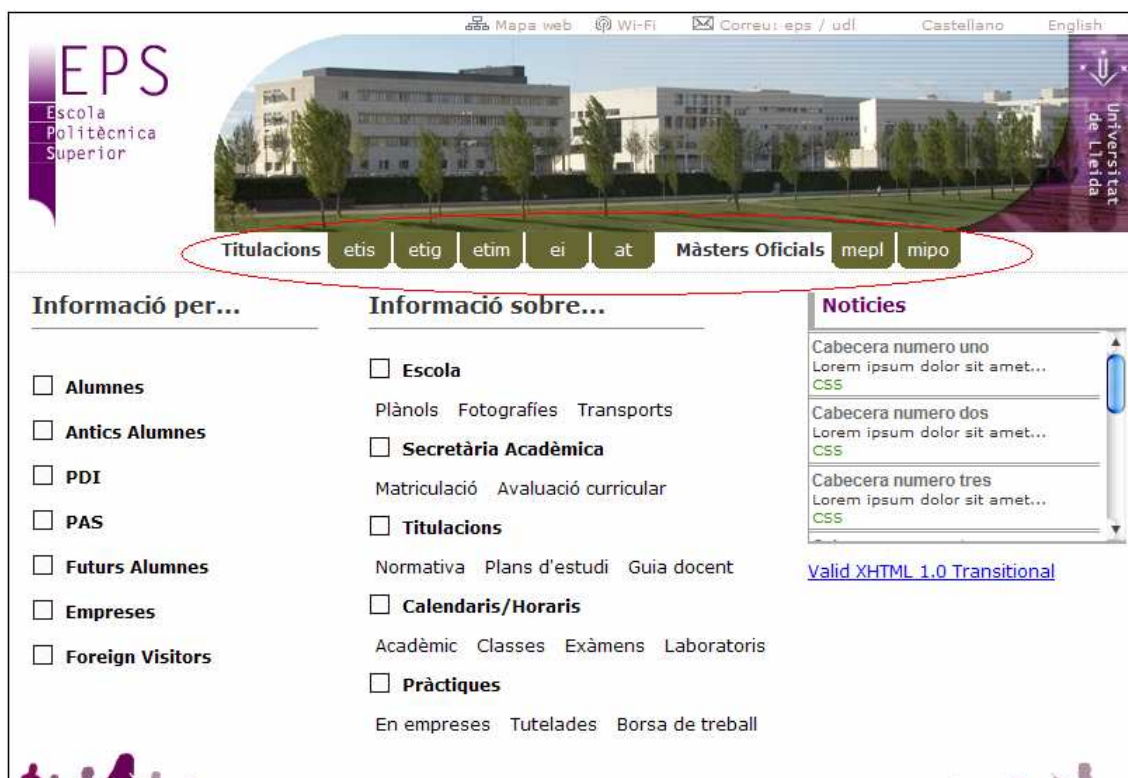 Mapa web Wi-Fi Correu: eps / udl Castellano English
EPS
Escola
Politècnica
Superior
Universitat
de Lleida
Titulacions etis etig etim ei at Màsters Oficials mepl mipo
Informació per...
Alumnes
Antics Alumnes
PDI
PAS
Futurs Alumnes
Empreses
Foreign Visitors
Informació sobre...
Escola
Plànols Fotografíes Transports
Secretària Acadèmica
Matriculació Avaluació curricular
Titulacions
Normativa Plans d'estudi Guia docent
Calendaris/Horaris
Acadèmic Classes Exàmens Laboratoris
Pràctiques
En empreses Tutelades Borsa de treball
Noticies
Cabecera numero uno
Lorem ipsum dolor sit amet...
CSS
Cabecera numero dos
Lorem ipsum dolor sit amet...
CSS
Cabecera numero tres
Lorem ipsum dolor sit amet...
CSS
Valid XHTML 1.0 Transitional